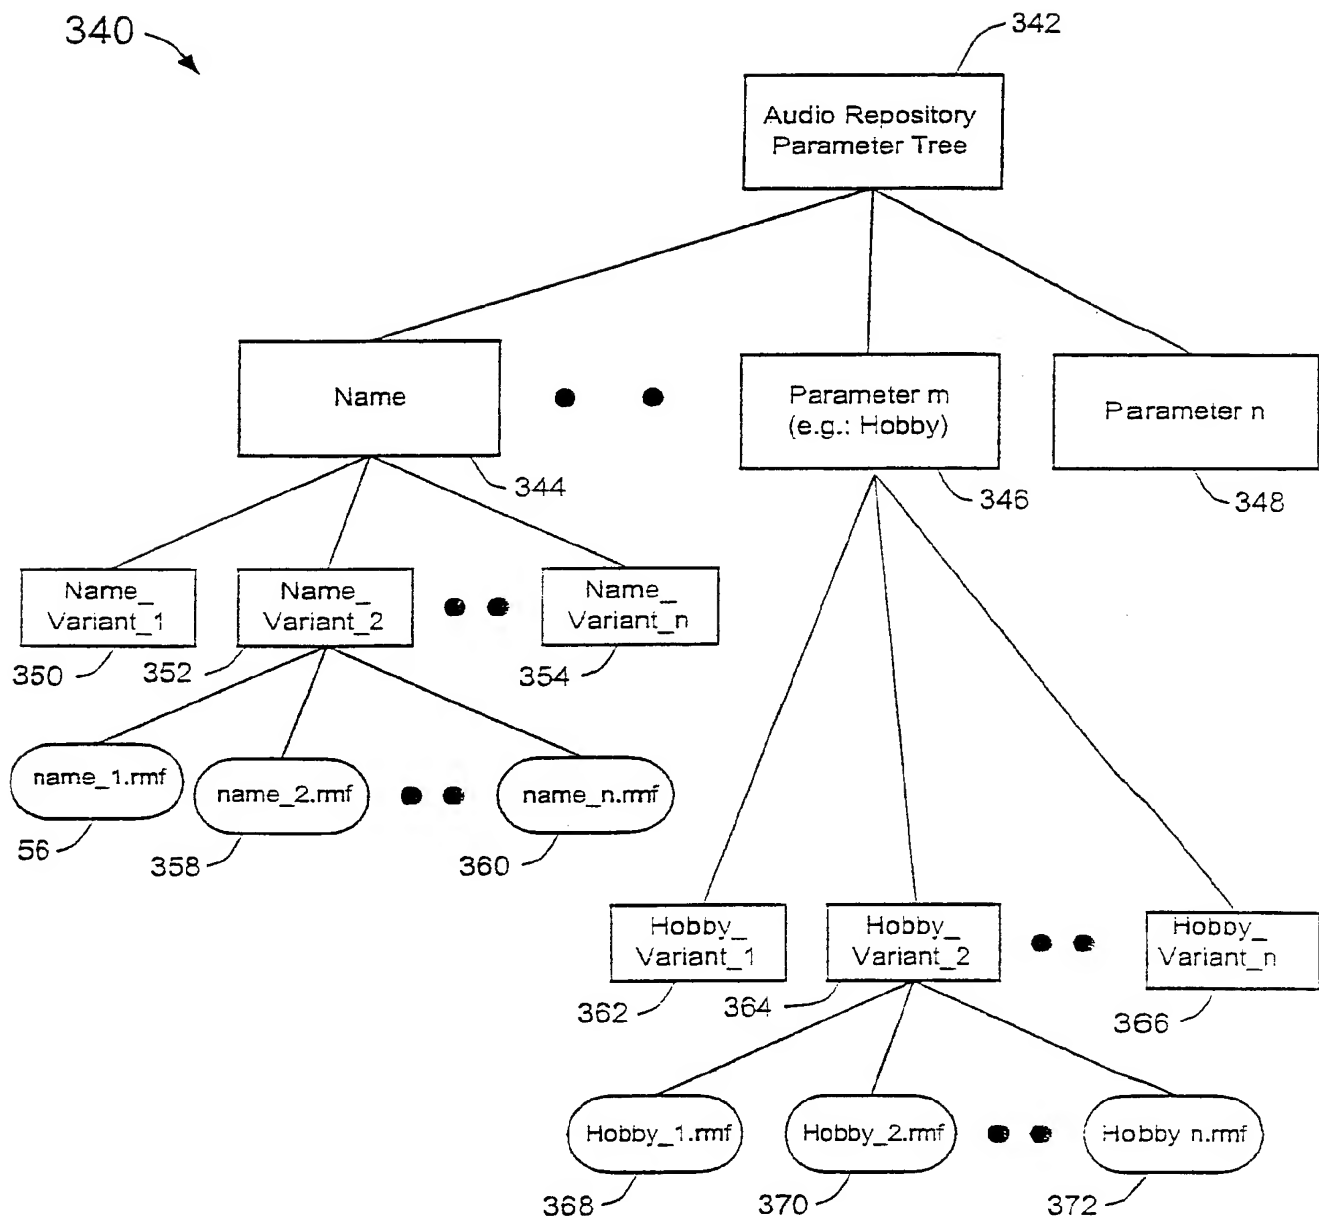 340
342
Audio Repository
Parameter Tree
Name
Parameter m
(e.g.: Hobby)
Parameter n
344
346
348
Name_
Variant_1
Name_
Variant_2
Name_
Variant_n
350
352
354
name_1.rmf
name_2.rmf
name_n.rmf
56
358
360
Hobby_
Variant_1
Hobby_
Variant_2
Hobby_
Variant_n
362
364
366
Hobby_1.rmf
Hobby_2.rmf
Hobby n.rmf
368
370
372